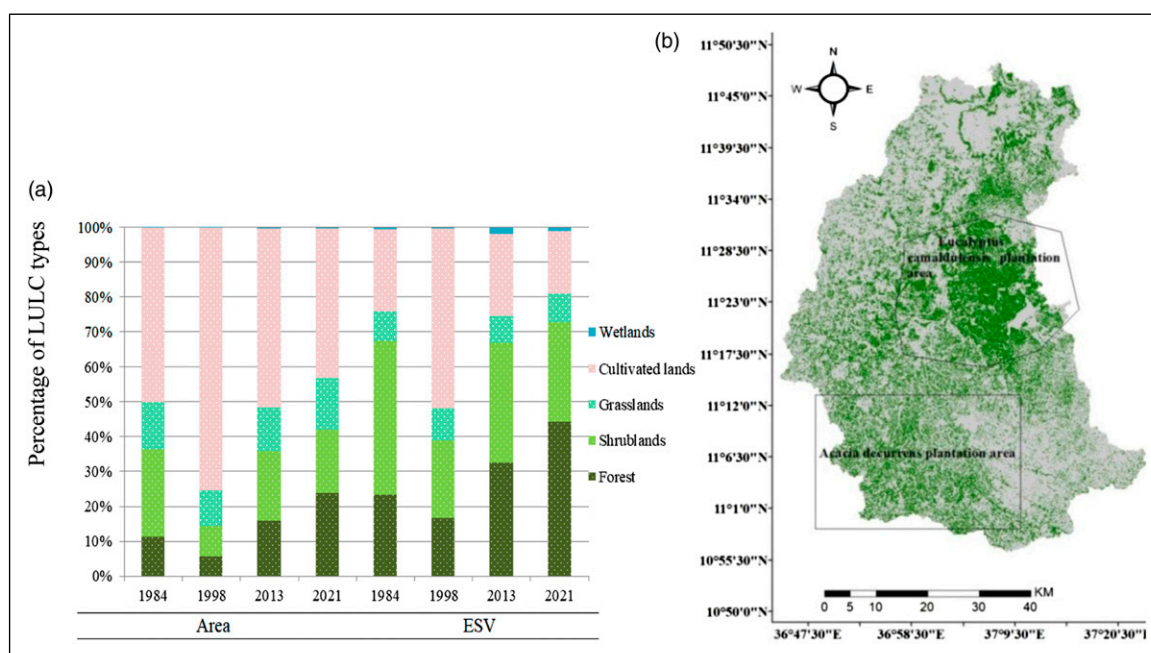 (a)
Percentage of LULC types
100%
90%
80%
70%
60%
50%
40%
30%
20%
10%
0%
1984 1998 2013 2021 1984 1998 2013 2021
Area ESV
Wetlands
Cultivated lands
Grasslands
Shrublands
Forest
(b)
N
W E
S
11°50'30"N
11°45'0"N
11°39'30"N
11°34'0"N
11°28'30"N
11°23'0"N
11°17'30"N
11°12'0"N
11°6'30"N
11°1'0"N
10°55'30"N
10°50'0"N
Eucalyptus
camaldulensis plantation
area
Acacia decurrens plantation area
KM
0 5 10 20 30 40
36°47'30"E 36°58'30"E 37°9'30"E 37°20'30"E